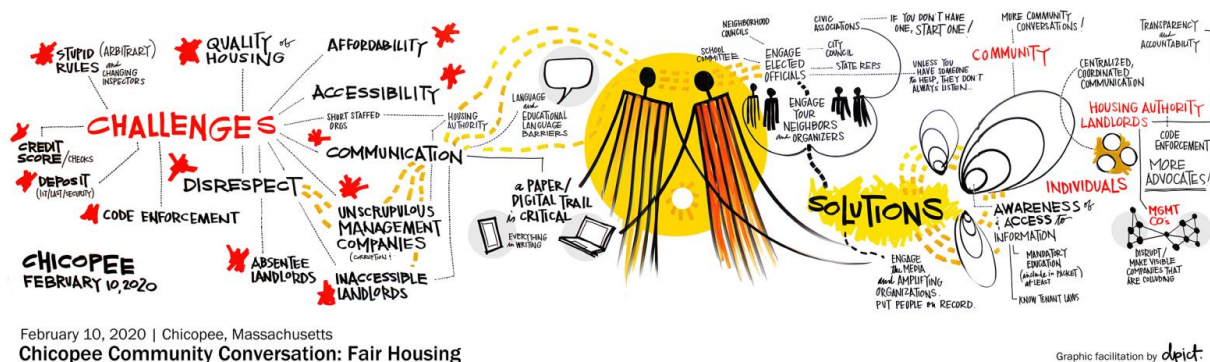 STUPID (ARBITRARY)
RULES and
CHANGING
INSPECTORS
QUALITY of
HOUSING
AFFORDABILITY
ACCESSIBILITY
CHALLENGES
SHORT STAFFED
ORGS
HOUSING
AUTHORITY
LANGUAGE
and
EDUCATIONAL
LANGUAGE
BARRIERS
CREDIT
SCORE/CHECKS
DEPOSIT
(1ST/LAST/SECURITY)
COMMUNICATION
DISRESPECT
CODE ENFORCEMENT
UNSCRUPULOUS
MANAGEMENT
COMPANIES
(CORRUPTION!
ABSENTEE
LANDLORDS
INACCESSIBLE
LANDLORDS
a PAPER/
DIGITAL TRAIL
is CRITICAL
EVERYTHING
in WRITING
CHICOPEE
FEBRUARY 10, 2020
NEIGHBORHOOD
COUNCILS
CIVIC
ASSOCIATIONS
IF YOU DON'T HAVE
ONE, START ONE!
SCHOOL
COMMITTEE
ENGAGE
ELECTED
OFFICIALS
CITY
COUNCIL
STATE REPS
UNLESS YOU
HAVE SOMEONE
to HELP, THEY DON'T
ALWAYS LISTEN...
ENGAGE
YOUR
NEIGHBORS
and ORGANIZERS
SOLUTIONS
ENGAGE
the MEDIA
and AMPLIFYING
ORGANIZATIONS.
PUT PEOPLE on RECORD.
MORE COMMUNITY
CONVERSATIONS!
COMMUNITY
TRANSPARENCY
and
ACCOUNTABILITY
CENTRALIZED,
COORDINATED
COMMUNICATION
HOUSING AUTHORITY
LANDLORDS
CODE
ENFORCEMENT
MORE
ADVOCATES!
INDIVIDUALS
AWARENESS of
ACCESS to
INFORMATION
MANDATORY
EDUCATION
(include in PACKET)
at LEAST
KNOW TENANT LAWS
MGMT
CO'S
DISRUPT/
MAKE VISIBLE
COMPANIES THAT
ARE COLLUDING
February 10, 2020 | Chicopee, Massachusetts
Chicopee Community Conversation: Fair Housing
Graphic facilitation by dpict.